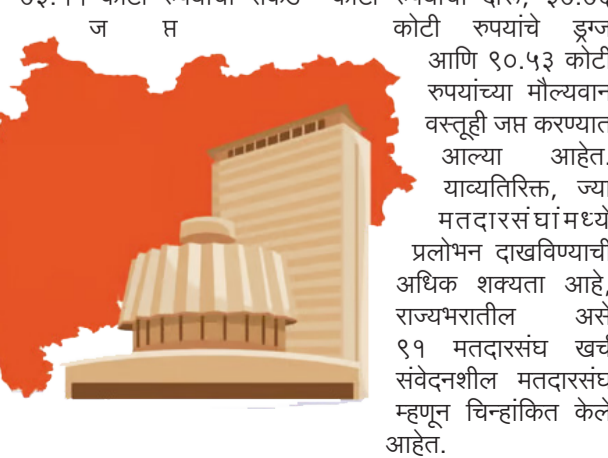 ज प्त
कोटी रुपयांचे ड्रग्ज
आणि ९०.५३ कोटी
रुपयांच्या मौल्यवान
वस्तूही जप्त करण्यात
आल्या आहेत.
याव्यतिरिक्त, ज्या
मतदारसंघांमध्ये
प्रलोभन दाखविण्याची
अधिक शक्यता आहे,
राज्यभरातील असे
९१ मतदारसंघ खर्च
संवेदनशील मतदारसंघ
म्हणून चिन्हांकित केले
आहेत.